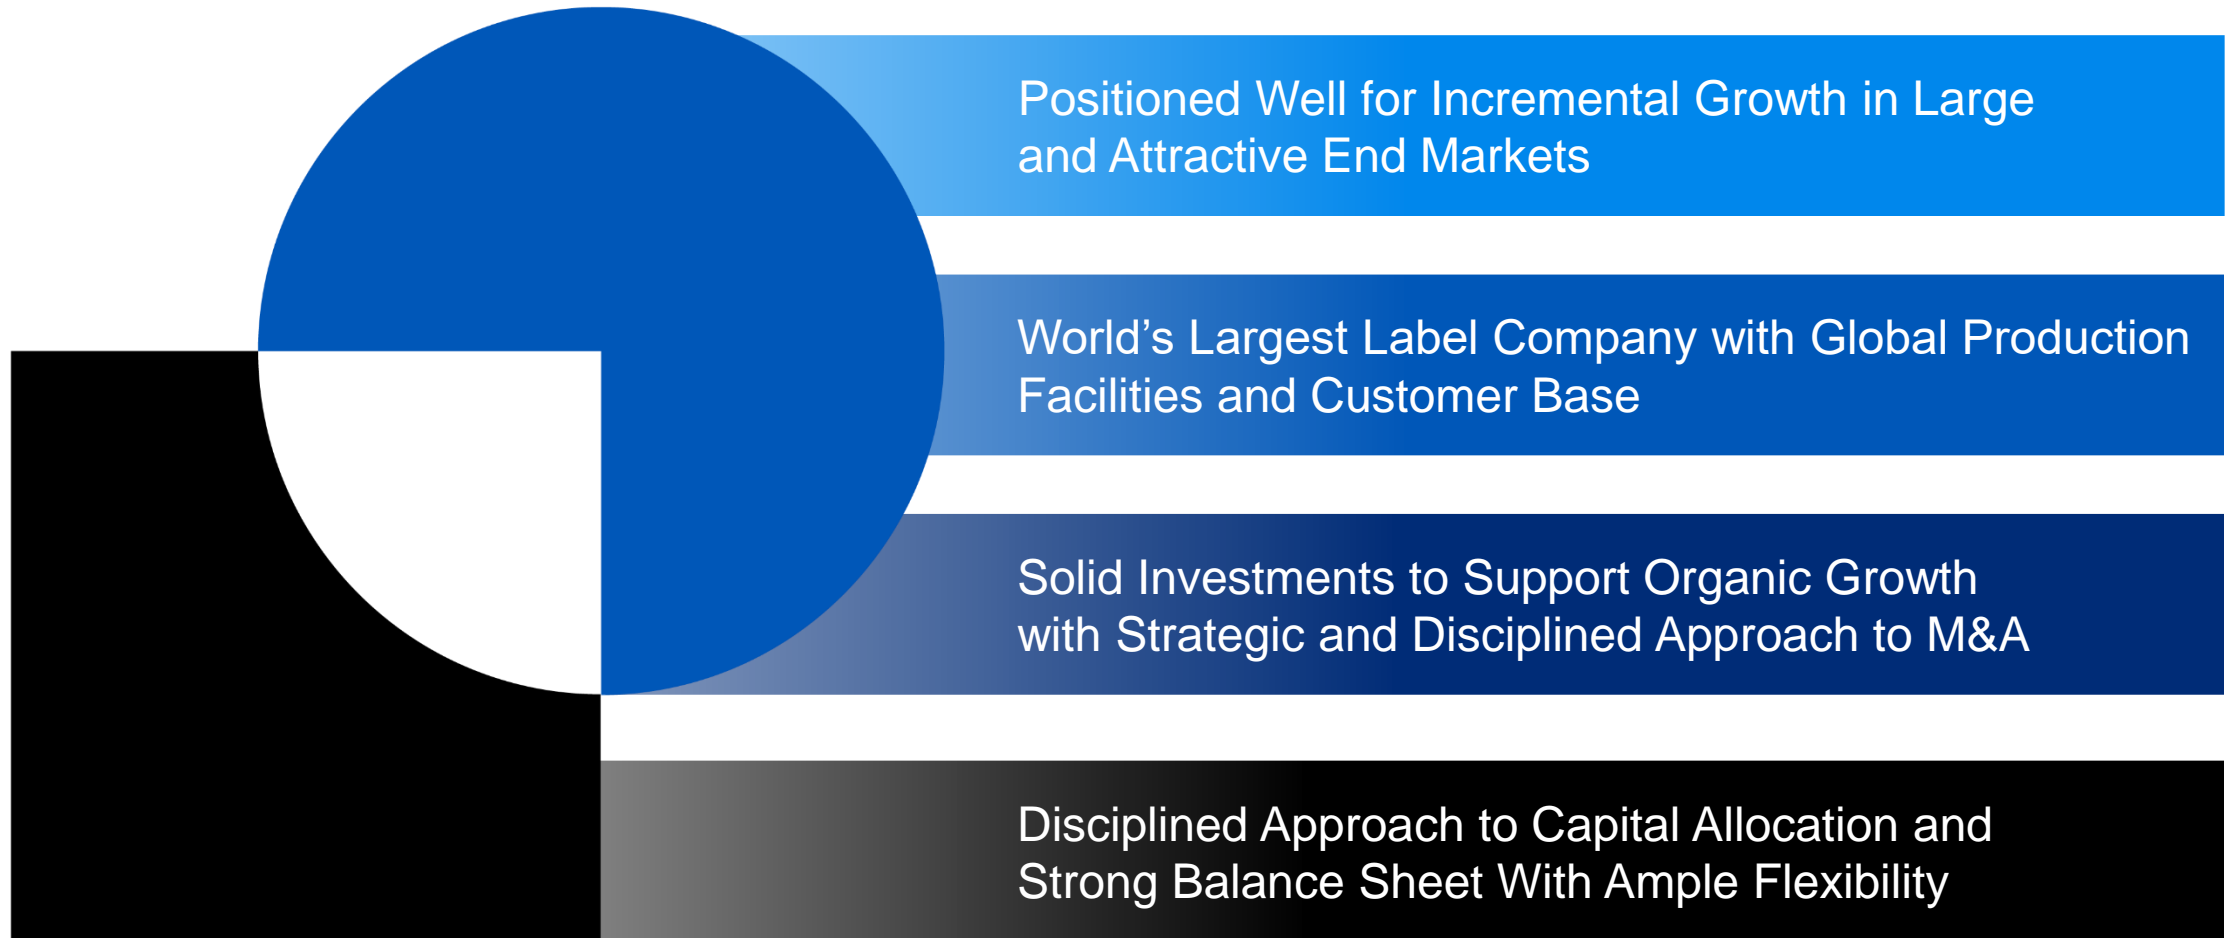 Positioned Well for Incremental Growth in Large
and Attractive End Markets
World’s Largest Label Company with Global Production
Facilities and Customer Base
Solid Investments to Support Organic Growth
with Strategic and Disciplined Approach to M&A
Disciplined Approach to Capital Allocation and
Strong Balance Sheet With Ample Flexibility